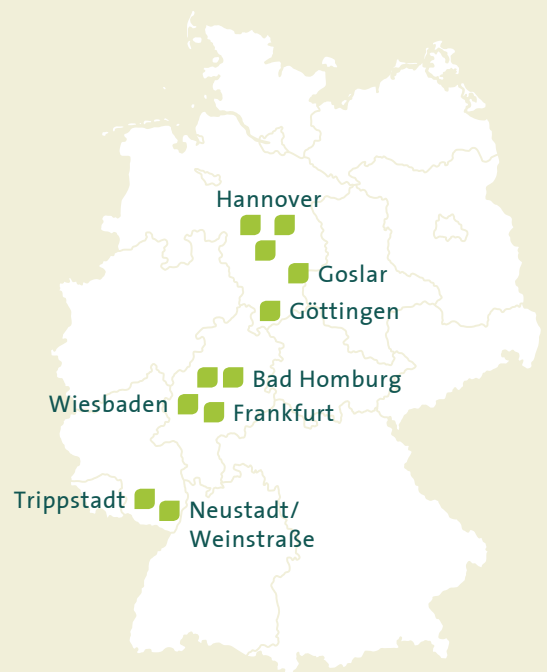 Hannover
Goslar
Göttingen
Bad Homburg
Wiesbaden
Frankfurt
Trippstadt
Neustadt/
Weinstraße